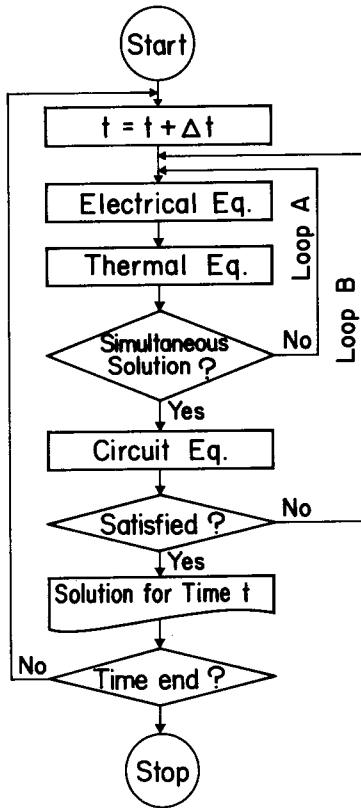 Start
t = t + Δt
Electrical Eq.
Thermal Eq.
Loop A
Loop B
Simultaneous
Solution ?
No
Yes
Circuit Eq.
Satisfied ?
No
Yes
Solution for Time t
No
Time end ?
Stop